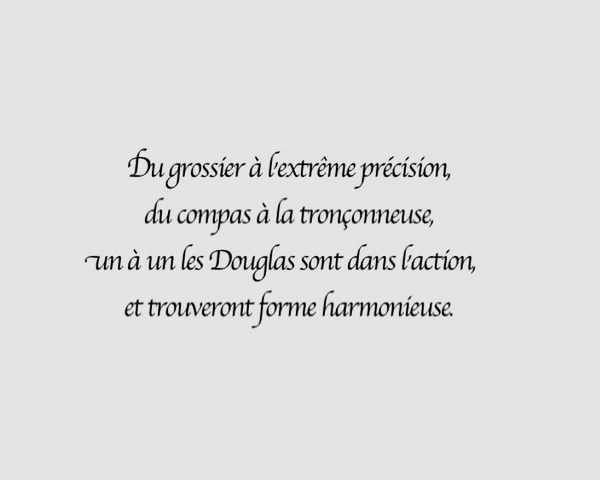 Du grossier à l'extrême précision,
du compas à la tronçonneuse,
un à un les Douglas sont dans l'action,
et trouveront forme harmonieuse.